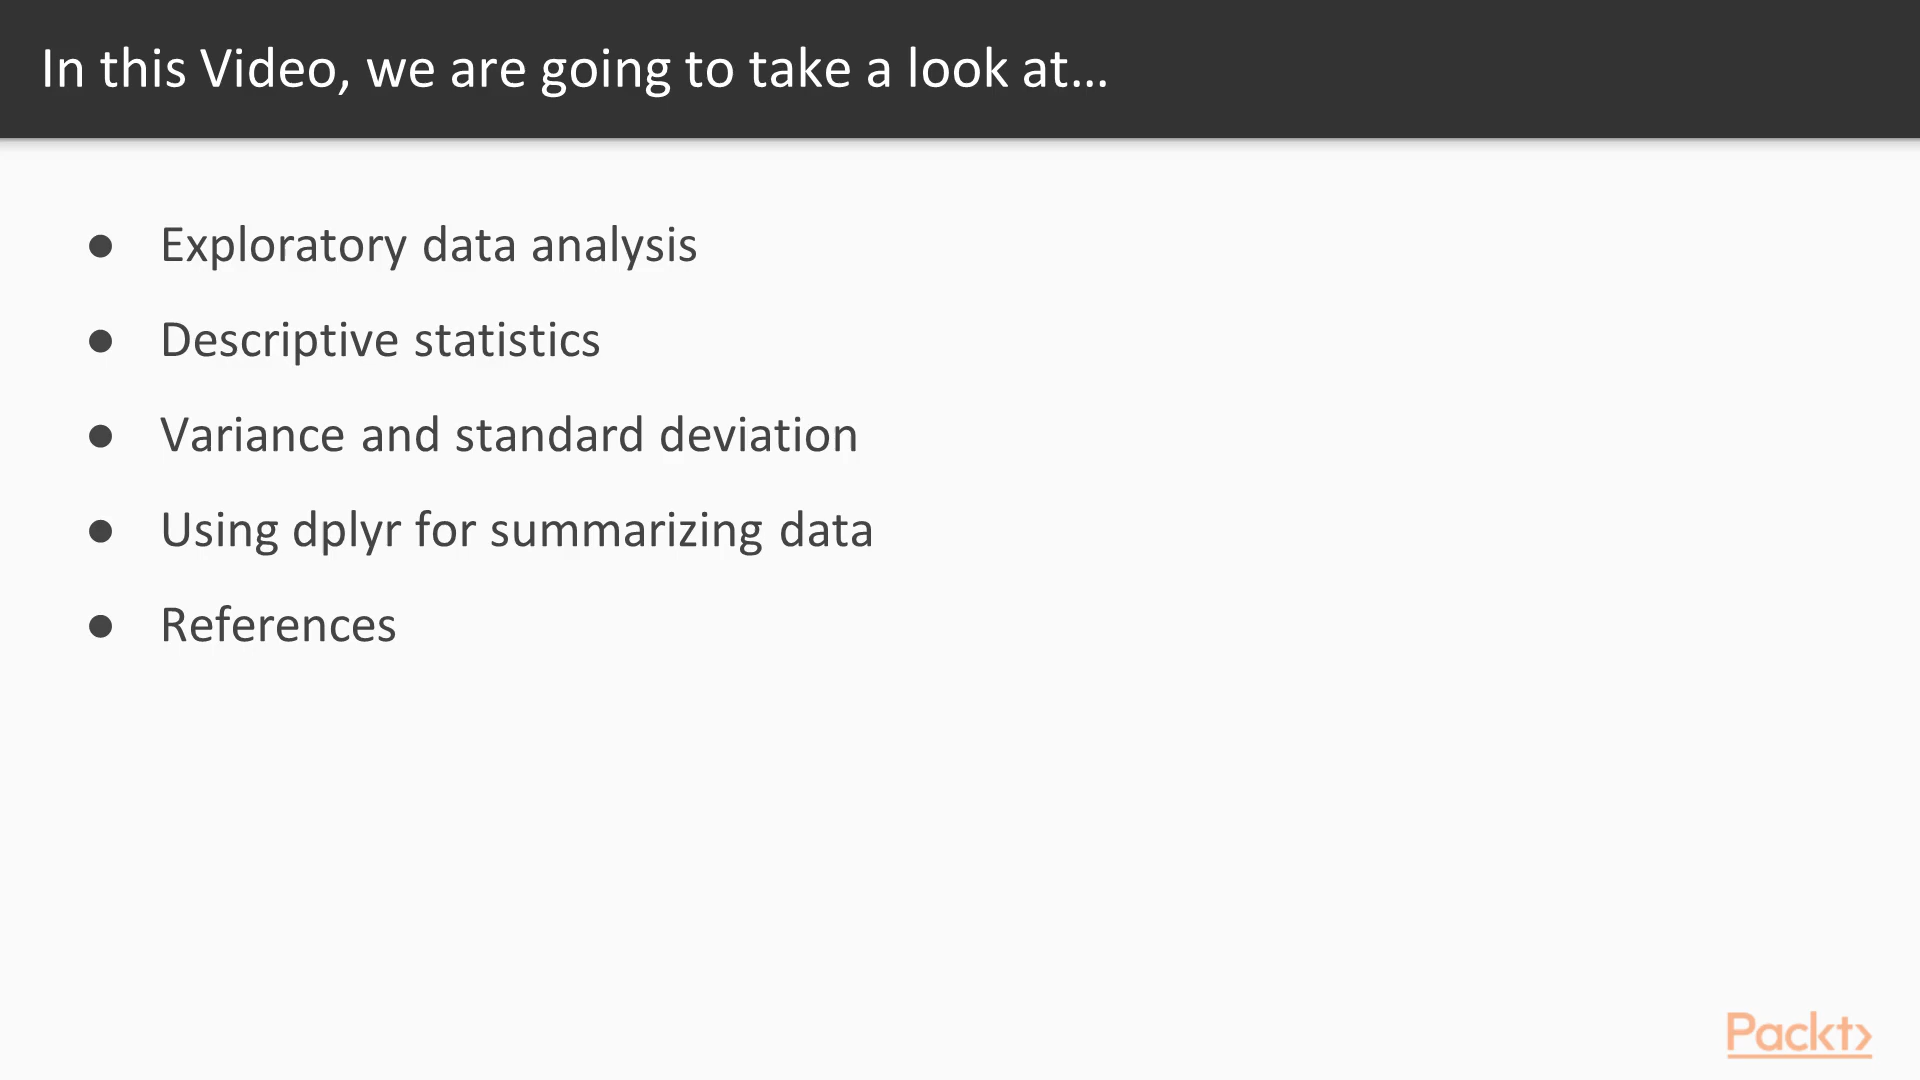 In this Video, we are going to take a look at...
● Exploratory data analysis
● Descriptive statistics
● Variance and standard deviation
● Using dplyr for summarizing data
● References
Packt>